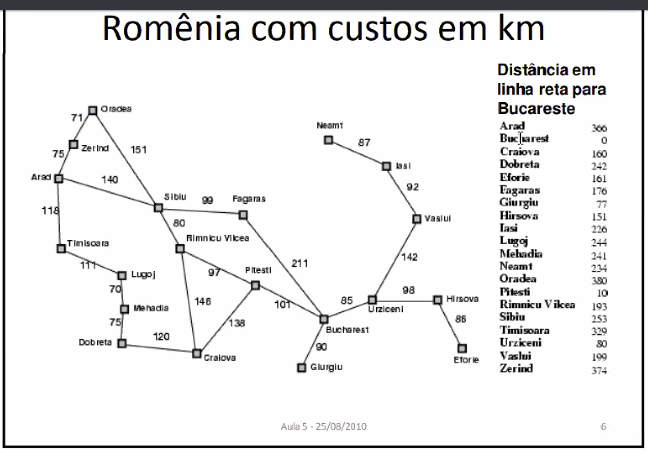 Romênia com custos em km
Distância em
linha reta para
Bucareste
Arad 366
Bucharest 0
Craiova 160
Dobreta 242
Eforie 161
Fagaras 176
Giurgiu 77
Hirsova 151
Iasi 226
Lugoj 244
Mehadia 241
Neamt 234
Oradea 380
Pitesti 10
Rimnicu Vilcea 193
Sibiu 253
Timisoara 329
Urziceni 80
Vaslui 199
Zerind 374
Oradea
71
Neamt
87
Zerind
151
75
Iasi
Arad
140
92
Sibiu
99
Fagaras
118
80
Vaslui
Timisoara
Rimnicu Vilcea
142
111
211
Lugoj
97
Pitesti
70
98
Hirsova
146
101
85
Mehadia
Urziceni
75
138
86
Bucharest
120
Dobreta
90
Craiova
Eforie
Giurgiu
Aula 5 - 25/08/2010
6